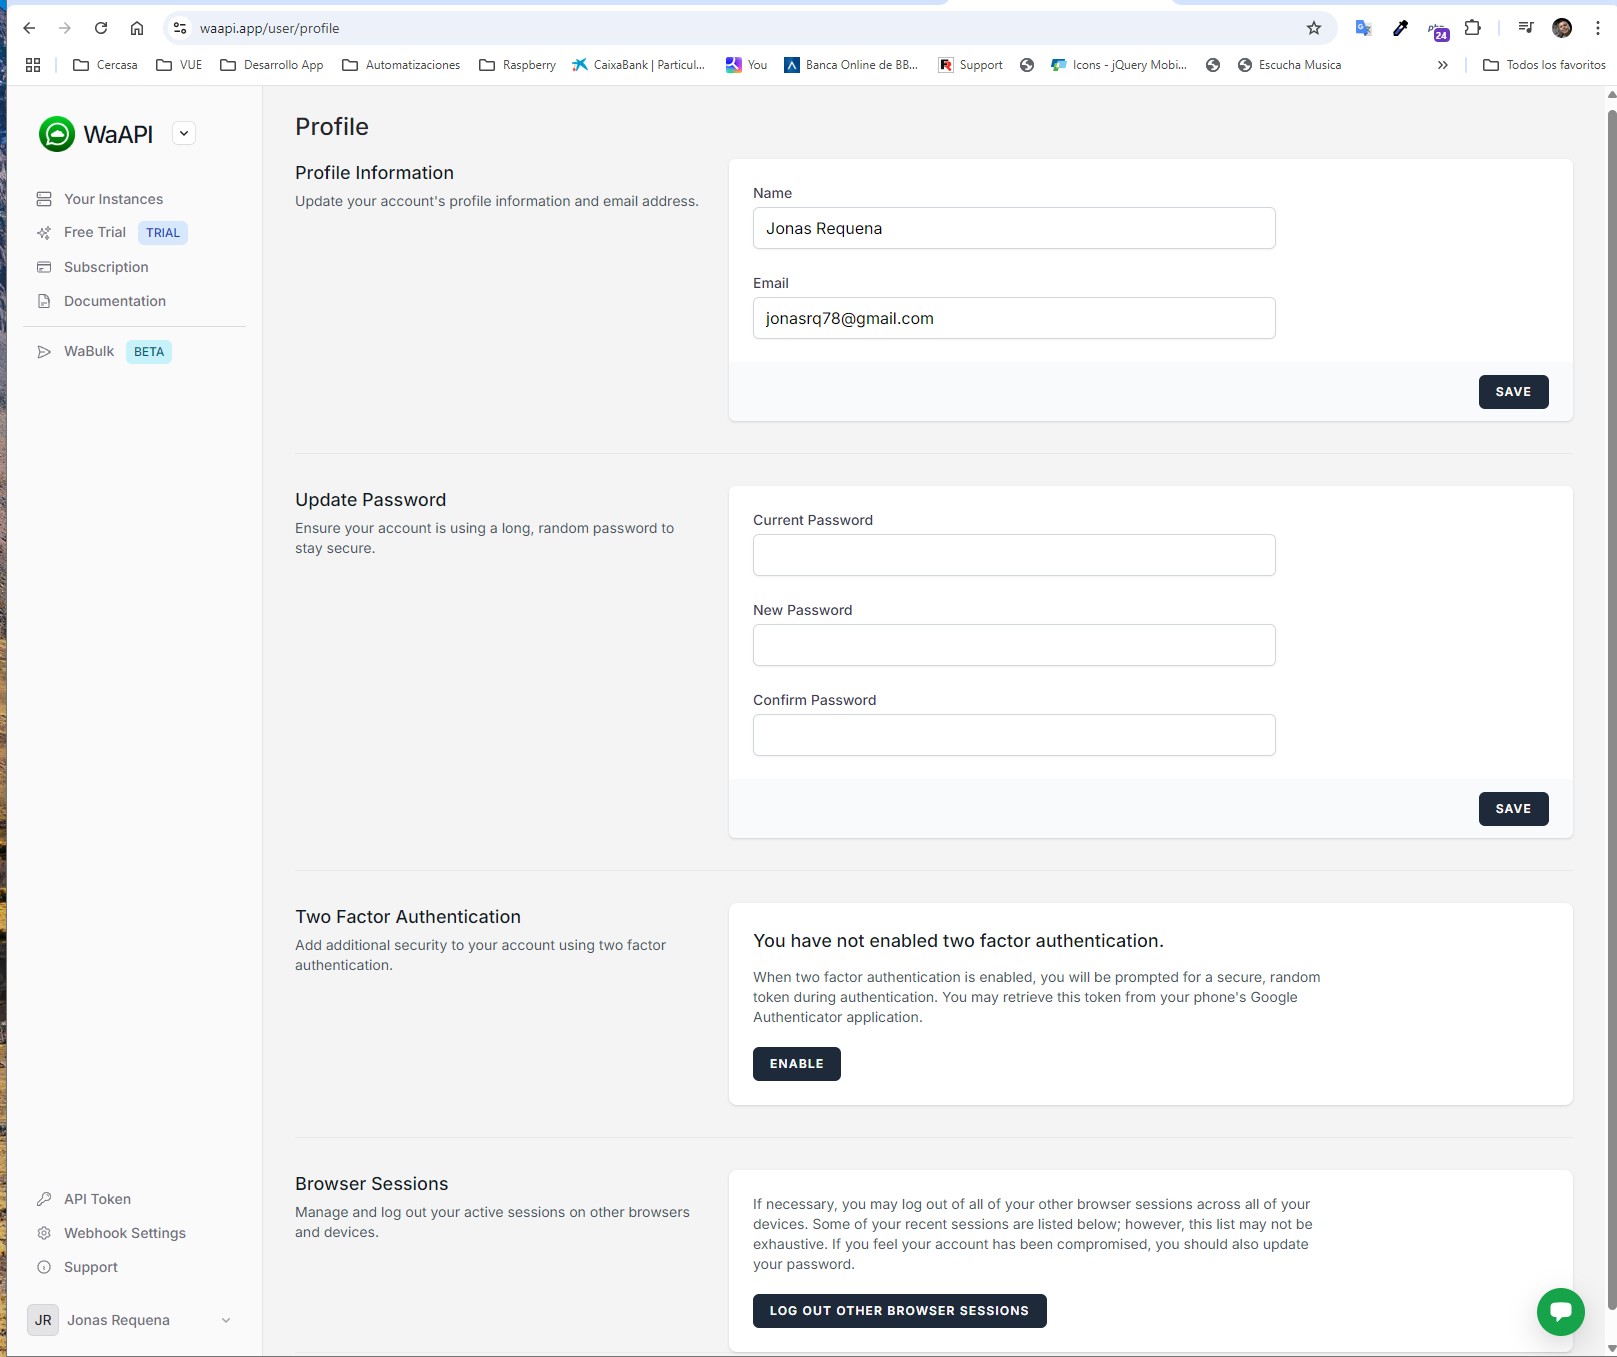 waapi.app/user/profile
24
Cercasa
VUE
Desarrollo App
Automatizaciones
Raspberry
CaixaBank | Particul...
You
Banca Online de BB...
Support
Icons - jQuery Mobi...
Escucha Musica
Todos los favoritos
WaAPI
Your Instances
Free Trial TRIAL
Subscription
Documentation
WaBulk BETA
API Token
Webhook Settings
Support
JR Jonas Requena
Profile
Profile Information
Update your account's profile information and email address.
Name
Jonas Requena
Email
jonasrq78@gmail.com
SAVE
Update Password
Ensure your account is using a long, random password to
stay secure.
Current Password
New Password
Confirm Password
SAVE
Two Factor Authentication
Add additional security to your account using two factor
authentication.
You have not enabled two factor authentication.
When two factor authentication is enabled, you will be prompted for a secure, random
token during authentication. You may retrieve this token from your phone's Google
Authenticator application.
ENABLE
Browser Sessions
Manage and log out your active sessions on other browsers
and devices.
If necessary, you may log out of all of your other browser sessions across all of your
devices. Some of your recent sessions are listed below; however, this list may not be
exhaustive. If you feel your account has been compromised, you should also update
your password.
LOG OUT OTHER BROWSER SESSIONS